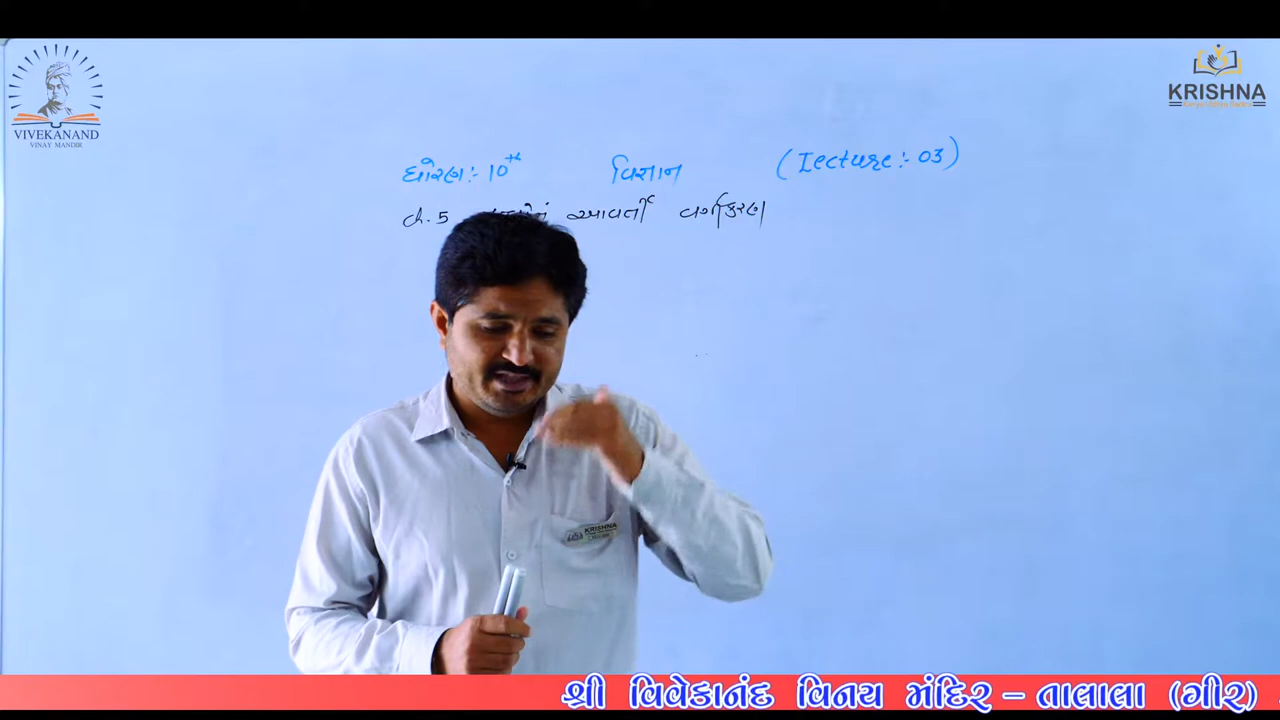 VIVEKANAND
VINAY MANDIR
KRISHNA
ધોરણ :- 10th વિજ્ઞાન (Lecture :- 03)
ch. 5 આવર્તી વર્ગીકરણ
KRISHNA
શ્રી વિવેકાનંદ વિનય મંદિર – તાલાલા (ગીર)